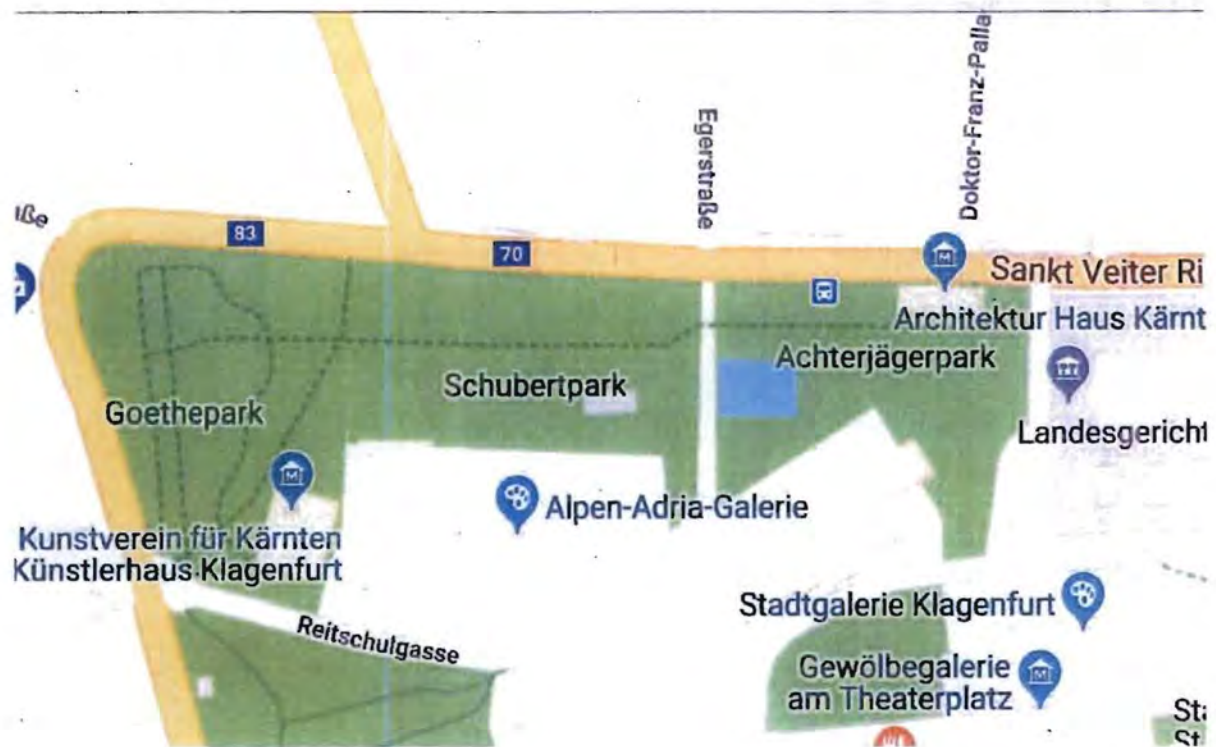 Doktor-Franz-Palla
Egerstraße
ße
83
70
Sankt Veiter Ri
Architektur Haus Kärnt
Achterjägerpark
Schubertpark
Goethepark
Landesgericht
Alpen-Adria-Galerie
Kunstverein für Kärnten
Künstlerhaus Klagenfurt
Stadtgalerie Klagenfurt
Reitschulgasse
Gewölbegalerie
am Theaterplatz